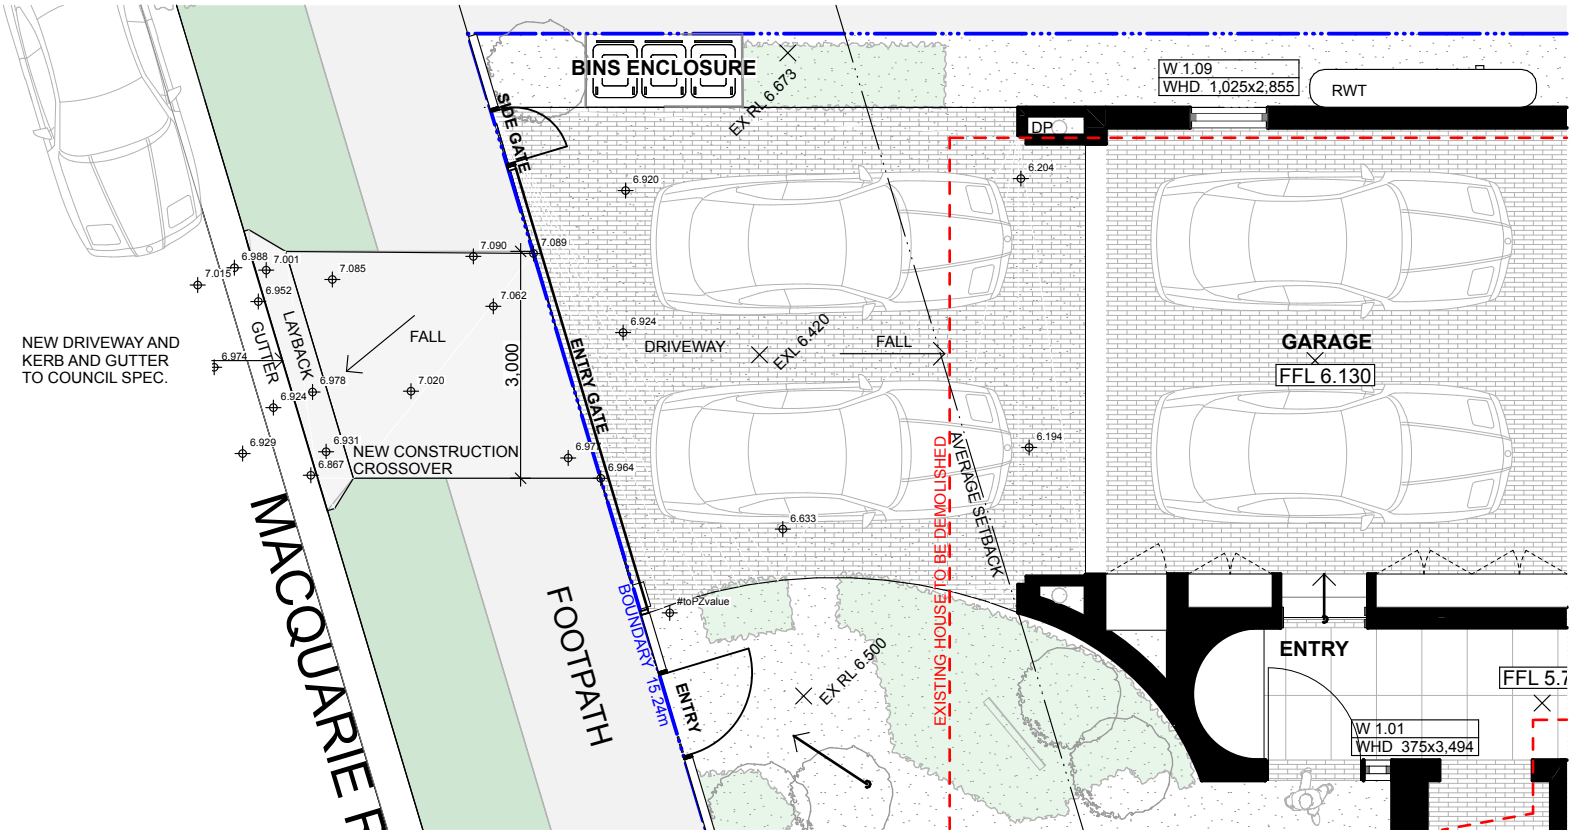 BINS ENCLOSURE
W 1.09
WHD 1,025x2,855
RWT
EX RL 6.673
SIDE GATE
DP
6.920
6.204
7.090
7.089
6.988
7.001
7.015
7.085
6.952
7.062
GUTTER
LAYBACK
FALL
6.924
DRIVEWAY
EXL 6.420
FALL
GARAGE
FFL 6.130
NEW DRIVEWAY AND
KERB AND GUTTER
TO COUNCIL SPEC.
6.974
3,000
ENTRY GATE
6.978
7.020
6.924
6.929
6.931
NEW CONSTRUCTION
CROSSOVER
6.867
6.964
6.194
AVERAGE SETBACK
EXISTING HOUSE TO BE DEMOLISHED
6.633
MACQUARIE
FOOTPATH
BOUNDARY 15.24m
#toPZvalue
EX RL 6.500
ENTRY
ENTRY
FFL 5.7
W 1.01
WHD 375x3,494